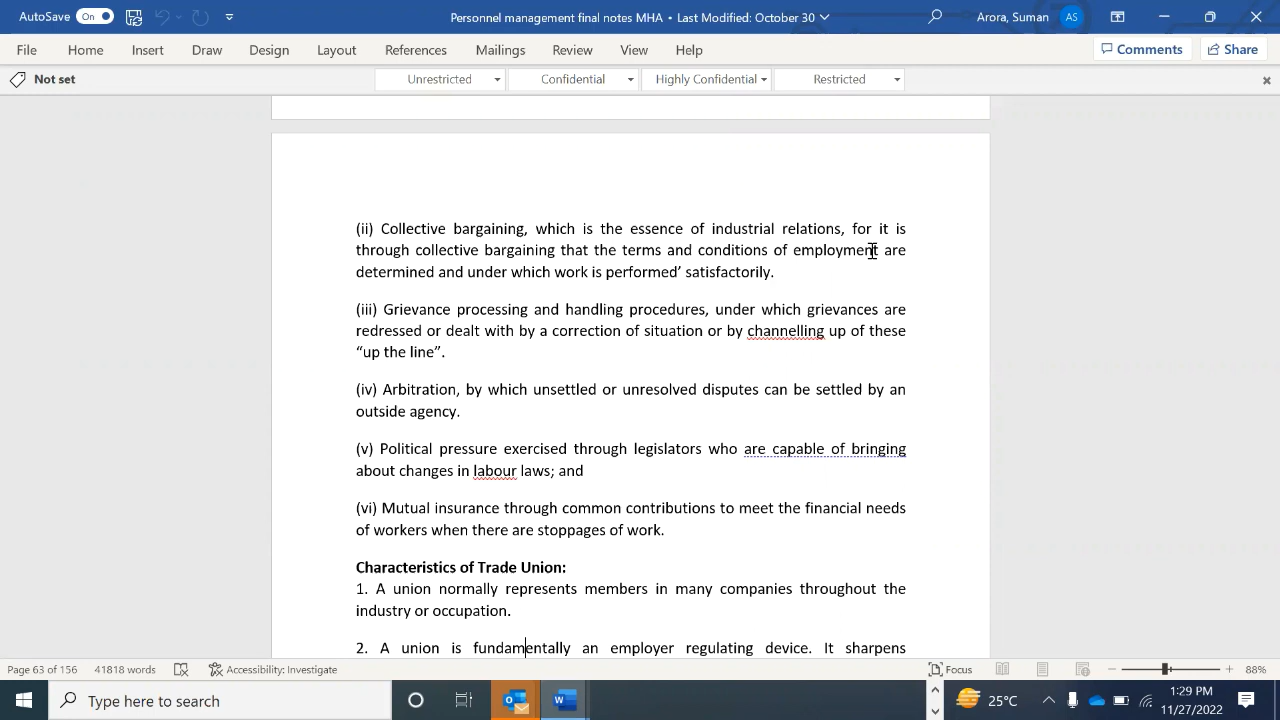 AutoSave On Personnel management final notes MHA • Last Modified: October 30 Arora, Suman AS
File Home Insert Draw Design Layout References Mailings Review View Help Comments Share
Not set Unrestricted Confidential Highly Confidential Restricted
(ii) Collective bargaining, which is the essence of industrial relations, for it is
through collective bargaining that the terms and conditions of employment are
determined and under which work is performed’ satisfactorily.
(iii) Grievance processing and handling procedures, under which grievances are
redressed or dealt with by a correction of situation or by channelling up of these
“up the line”.
(iv) Arbitration, by which unsettled or unresolved disputes can be settled by an
outside agency.
(v) Political pressure exercised through legislators who are capable of bringing
about changes in labour laws; and
(vi) Mutual insurance through common contributions to meet the financial needs
of workers when there are stoppages of work.
Characteristics of Trade Union:
1. A union normally represents members in many companies throughout the
industry or occupation.
2. A union is fundamentally an employer regulating device. It sharpens
Page 63 of 156 41818 words Accessibility: Investigate Focus 88%
Type here to search 25°C 1:29 PM
11/27/2022